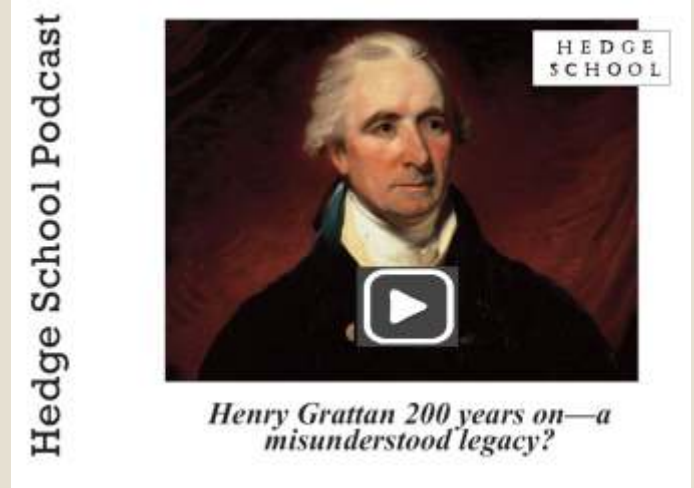 Hedge School Podcast
HEDGE
SCHOOL
Henry Grattan 200 years on—a
misunderstood legacy?